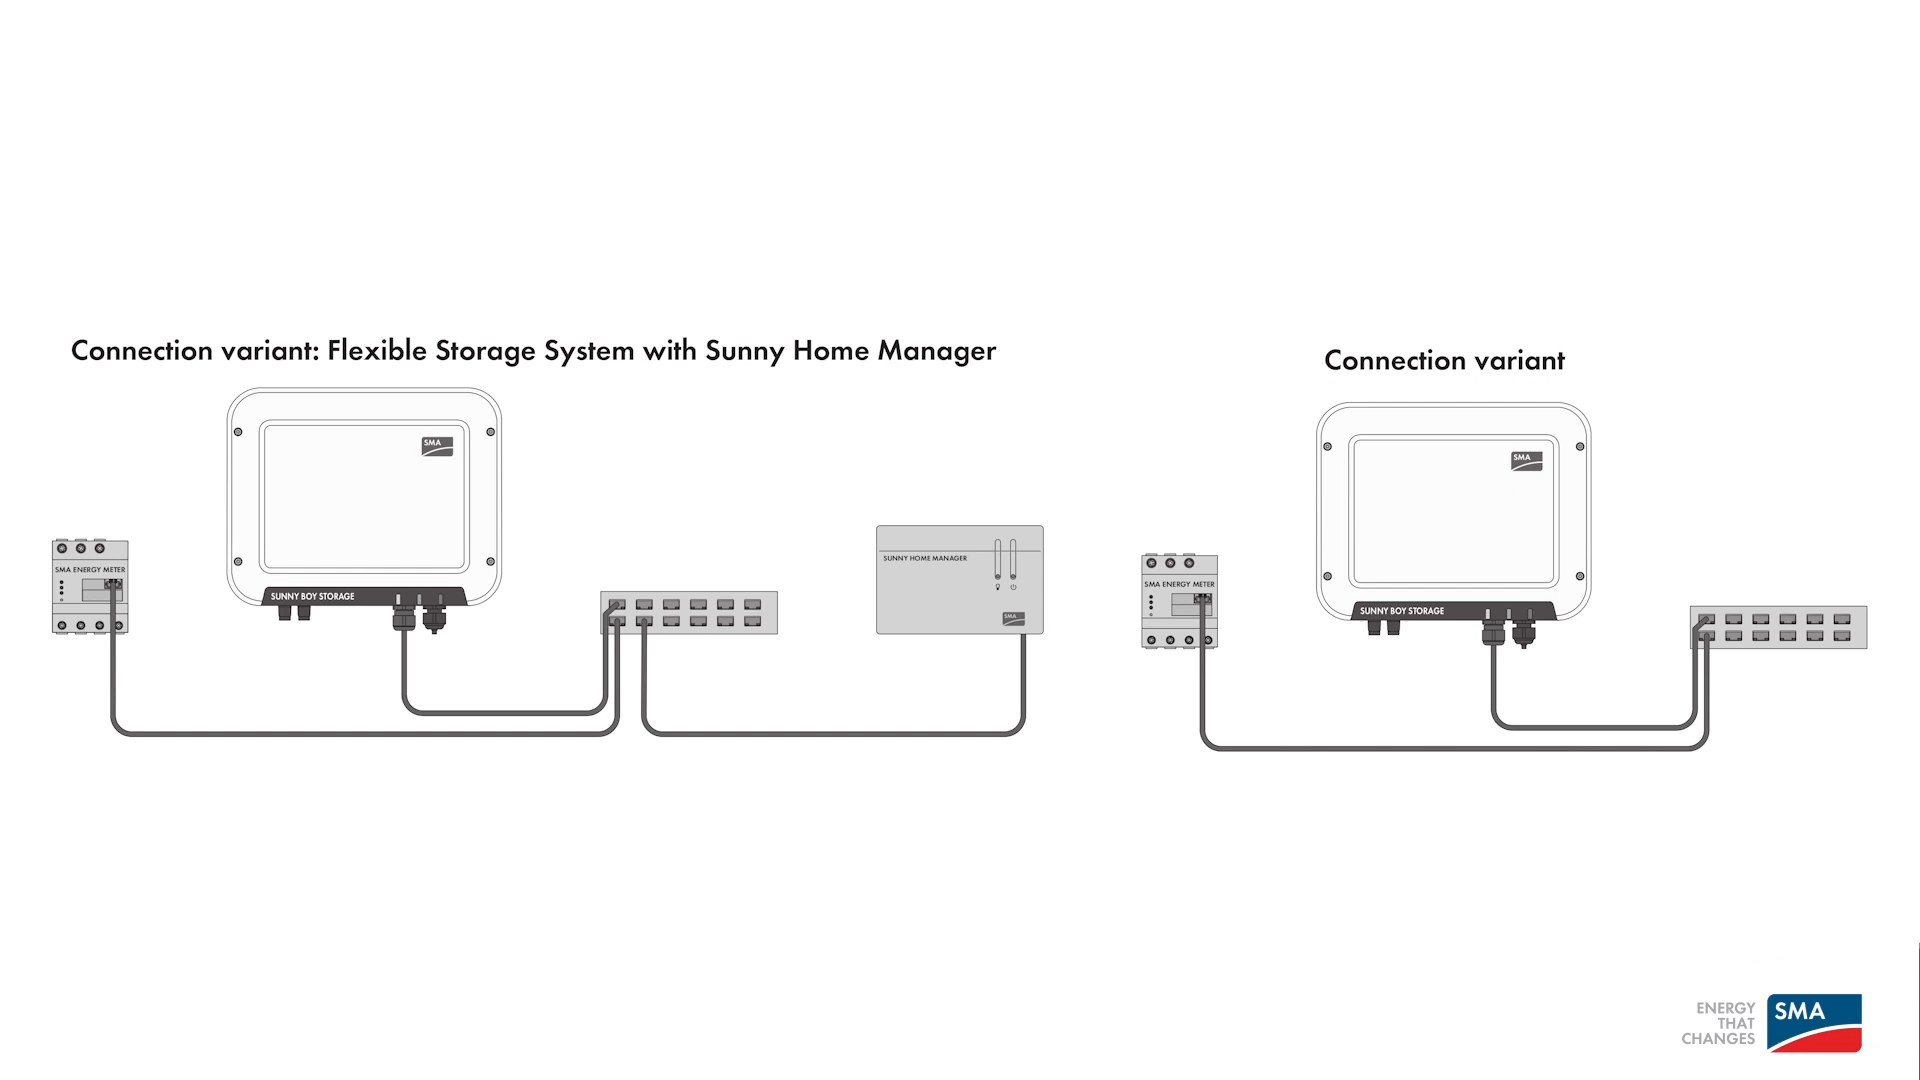 Connection variant: Flexible Storage System with Sunny Home Manager
SMA
SMA ENERGY METER
SUNNY BOY STORAGE
SUNNY HOME MANAGER
SMA
Connection variant
SMA
SMA ENERGY METER
SUNNY BOY STORAGE
ENERGY
THAT
CHANGES
SMA